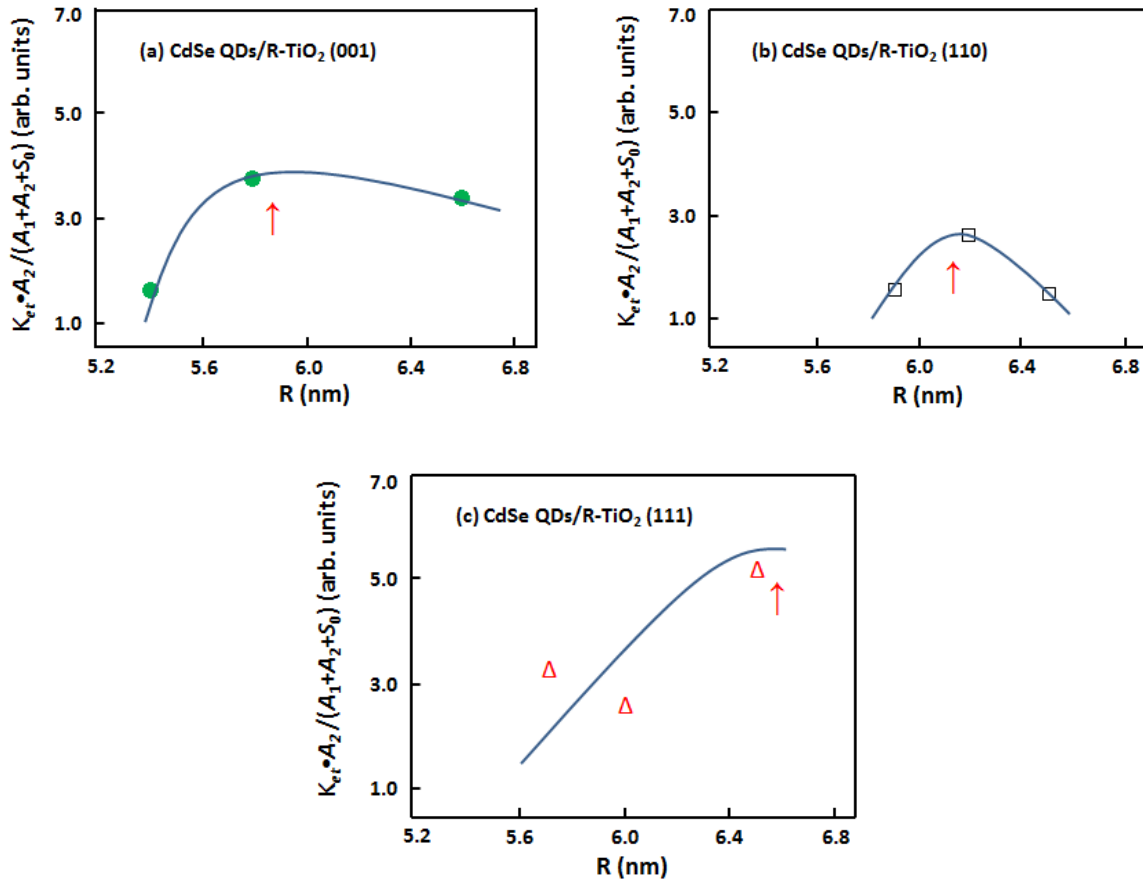 (a) CdSe QDs/R-TiO₂ (001)
K_et•A₂/(A₁+A₂+S₀) (arb. units)
7.0
5.0
3.0
1.0
5.2 5.6 6.0 6.4 6.8
R (nm)
(b) CdSe QDs/R-TiO₂ (110)
K_et•A₂/(A₁+A₂+S₀) (arb. units)
7.0
5.0
3.0
1.0
5.2 5.6 6.0 6.4 6.8
R (nm)
(c) CdSe QDs/R-TiO₂ (111)
K_et•A₂/(A₁+A₂+S₀) (arb. units)
7.0
5.0
3.0
1.0
5.2 5.6 6.0 6.4 6.8
R (nm)